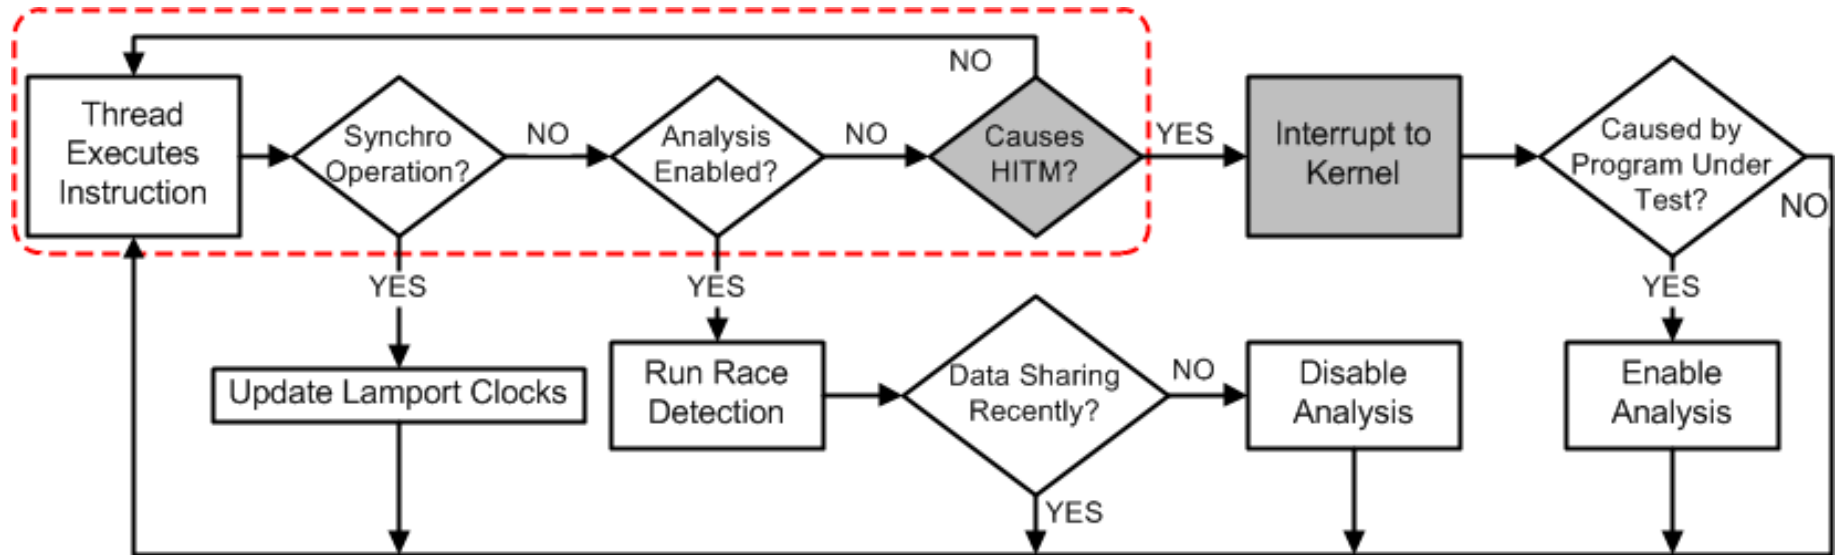 NO
Thread
Executes
Instruction
Synchro
Operation?
NO
Analysis
Enabled?
NO
Causes
HITM?
YES
Interrupt to
Kernel
Caused by
Program Under
Test?
NO
YES
YES
YES
Update Lamport Clocks
Run Race
Detection
Data Sharing
Recently?
NO
Disable
Analysis
Enable
Analysis
YES